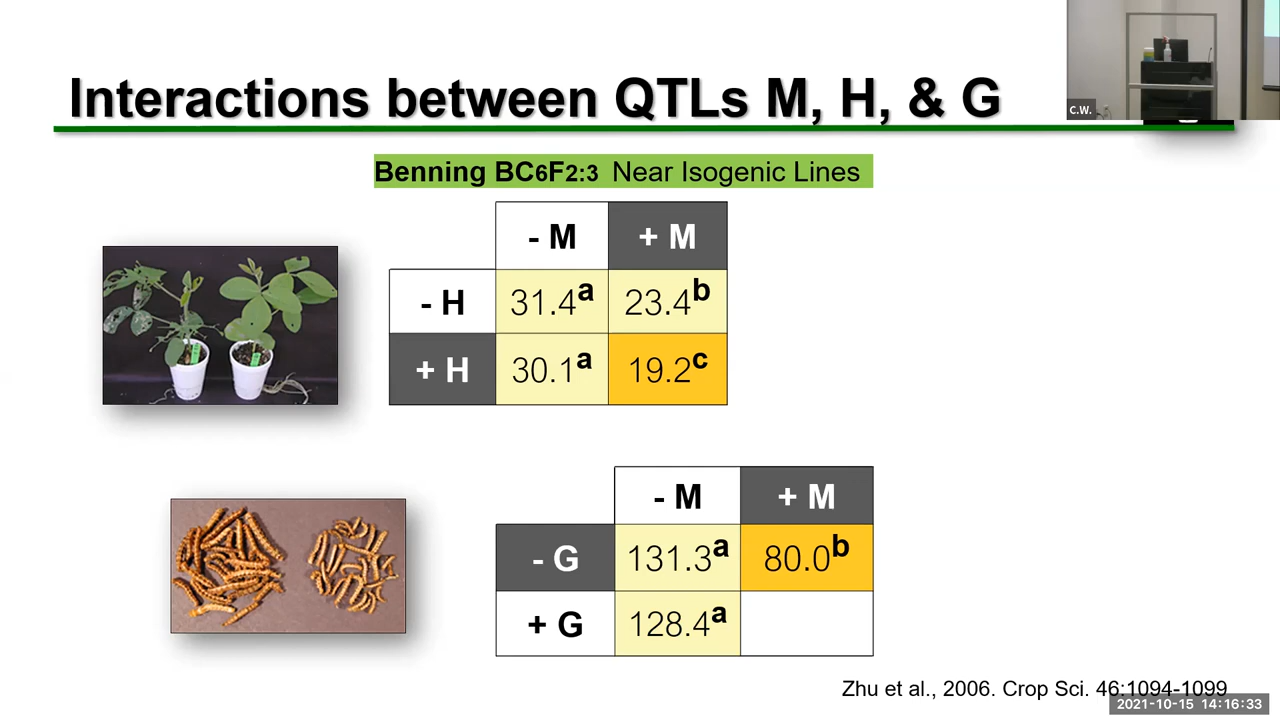 Interactions between QTLs M, H, & G
C.W.
Benning BC6F2:3 Near Isogenic Lines
- M + M
- H 31.4a 23.4b
+ H 30.1a 19.2c
- M + M
- G 131.3a 80.0b
+ G 128.4a
Zhu et al., 2006. Crop Sci. 46:1094-1099
2021-10-15 14:16:33